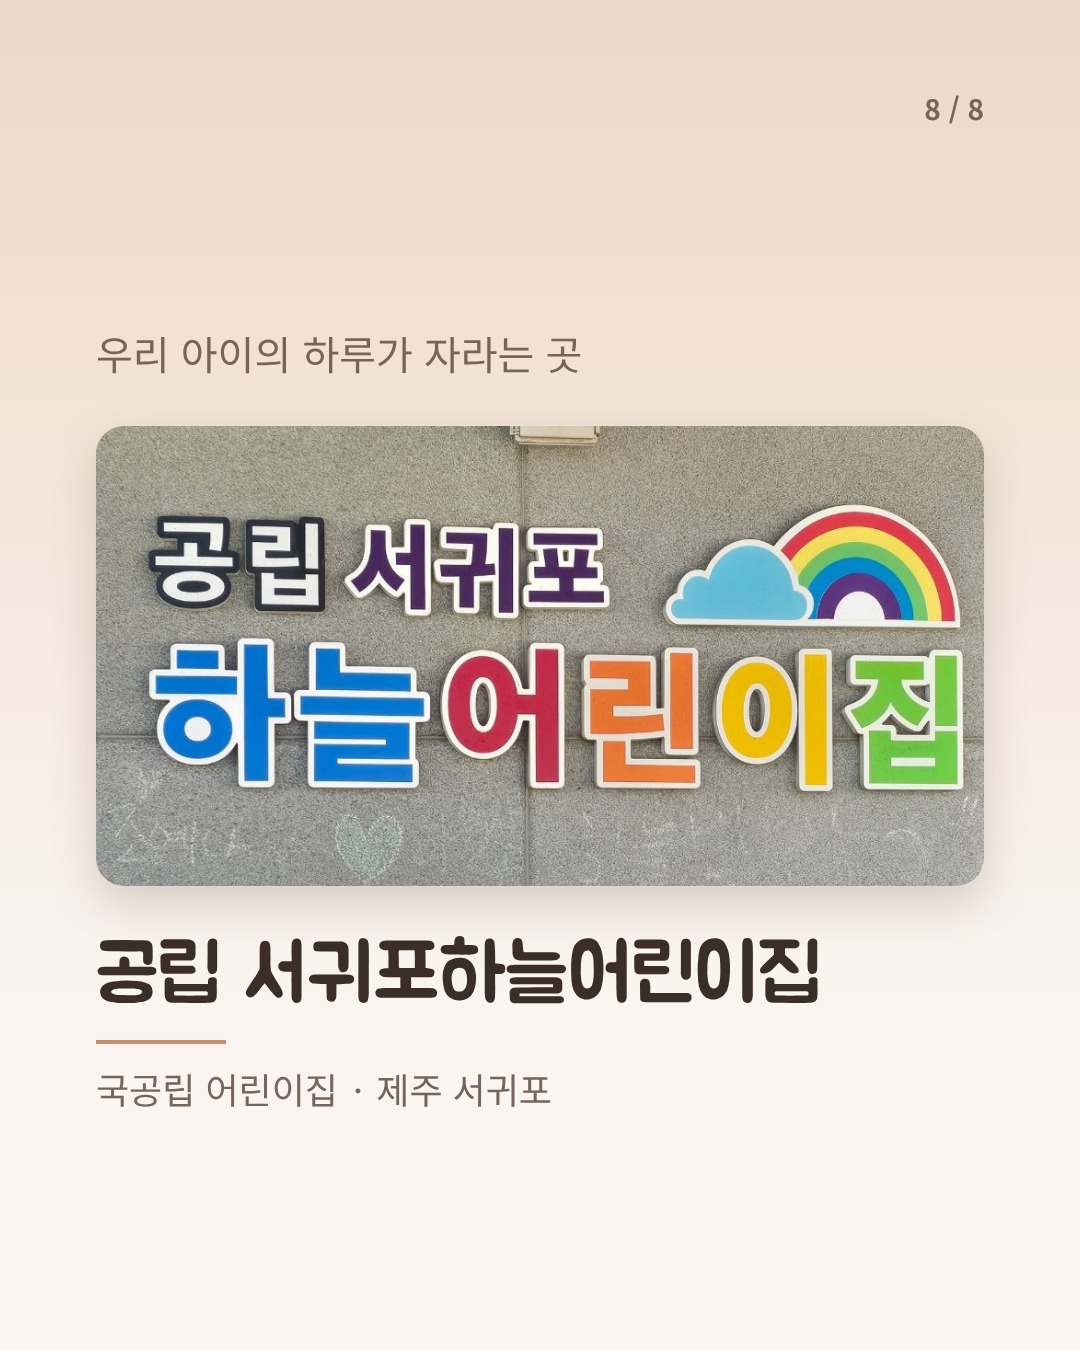 8 / 8
우리 아이의 하루가 자라는 곳
공립 서귀포
하늘어린이집
공립 서귀포하늘어린이집
국공립 어린이집 · 제주 서귀포